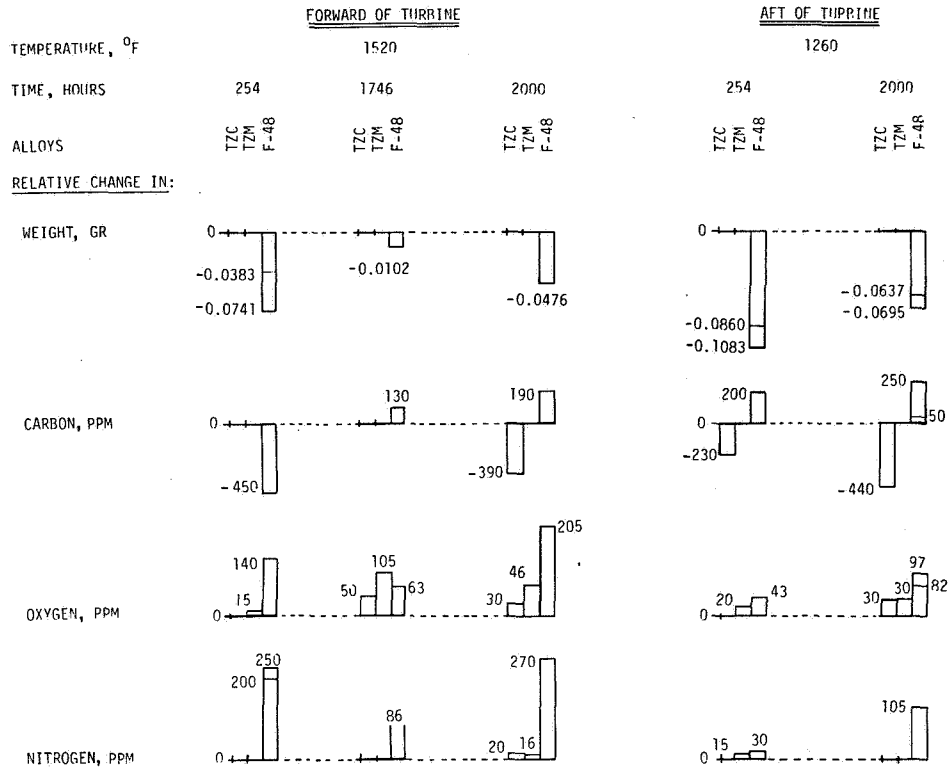 FORWARD OF TURBINE
AFT OF TUPPINE
TEMPERATURE, °F 1520 1260
TIME, HOURS 254 1746 2000 254 2000
ALLOYS TZC TZM F-48 TZC TZM F-48 TZC TZM F-48 TZC TZM F-48 TZC TZM F-48
RELATIVE CHANGE IN:
WEIGHT, GR 0 0
-0.0383 -0.0102 -0.0637
-0.0741 -0.0476 -0.0695
-0.0860
-0.1083
130 190 200 250
CARBON, PPM 0 0 50
-450 -390 -230 -440
140 105 205
15 50 63 46 30 20 43 30 30 97 82
OXYGEN, PPM 0 0
250 270
200 86 105
20 16 15 30
NITROGEN, PPM 0 0